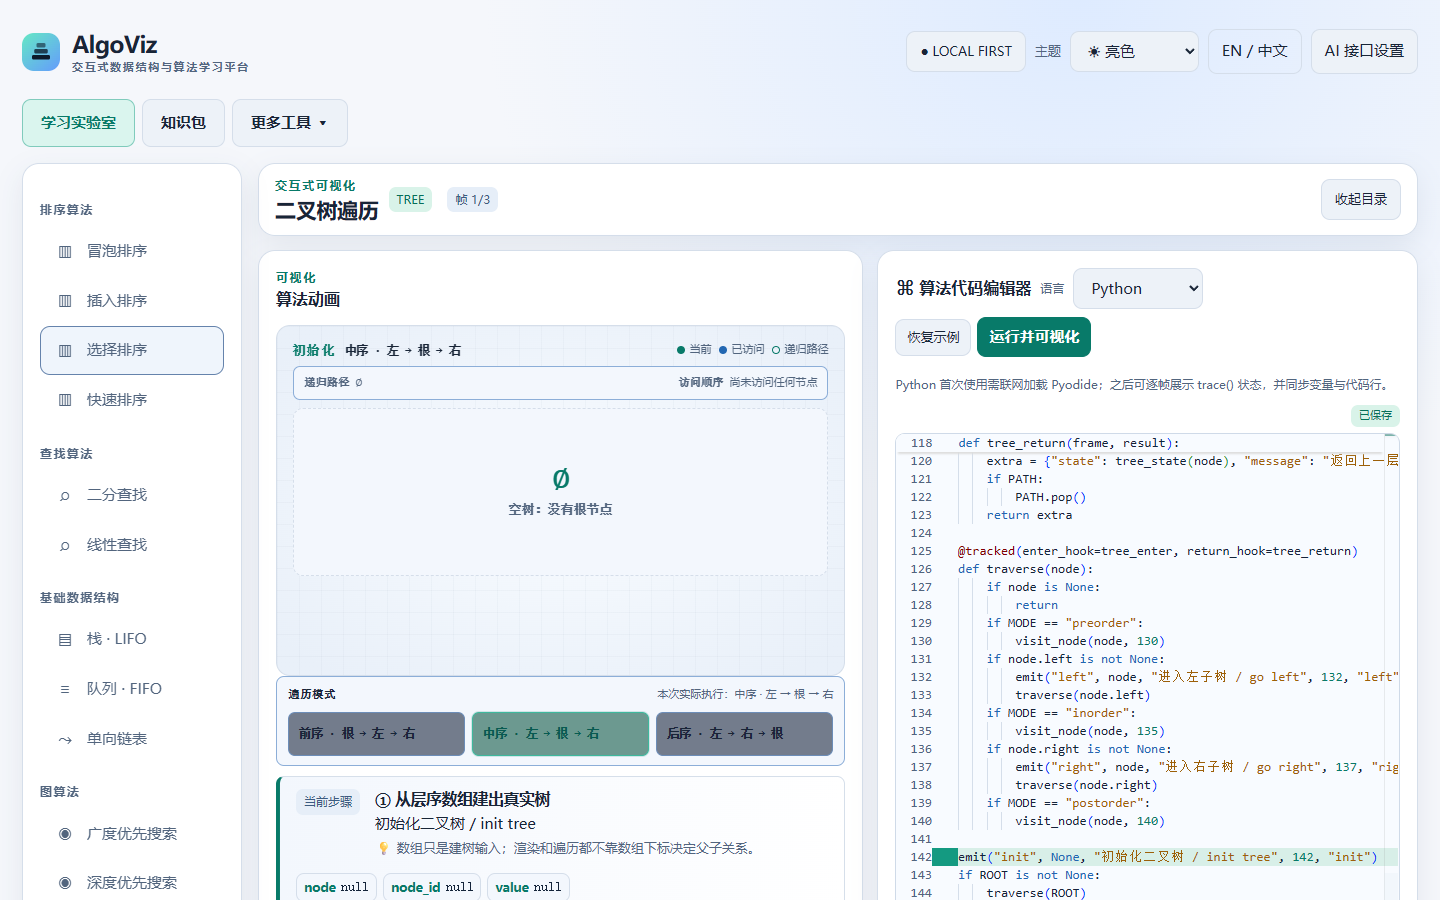 AlgoViz
交互式数据结构与算法学习平台
● LOCAL FIRST
主题
☀ 亮色
EN / 中文
AI 接口设置
学习实验室
知识包
更多工具 ▾
排序算法
冒泡排序
插入排序
选择排序
快速排序
查找算法
二分查找
线性查找
基础数据结构
栈 · LIFO
队列 · FIFO
单向链表
图算法
广度优先搜索
深度优先搜索
交互式可视化
二叉树遍历
TREE
帧 1/3
收起目录
可视化
算法动画
初始化 中序 · 左 → 根 → 右
当前 已访问 递归路径
递归路径 ∅
访问顺序 尚未访问任何节点
∅
空树：没有根节点
遍历模式
本次实际执行：中序 · 左 → 根 → 右
前序 · 根 → 左 → 右
中序 · 左 → 根 → 右
后序 · 左 → 右 → 根
当前步骤
① 从层序数组建出真实树
初始化二叉树 / init tree
💡 数组只是建树输入；渲染和遍历都不靠数组下标决定父子关系。
node null
node_id null
value null
⌘ 算法代码编辑器
语言
Python
恢复示例
运行并可视化
Python 首次使用需联网加载 Pyodide；之后可逐帧展示 trace() 状态，并同步变量与代码行。
已保存
118 def tree_return(frame, result):
120 extra = {"state": tree_state(node), "message": "返回上一层
121 if PATH:
122 PATH.pop()
123 return extra
124
125 @tracked(enter_hook=tree_enter, return_hook=tree_return)
126 def traverse(node):
127 if node is None:
128 return
129 if MODE == "preorder":
130 visit_node(node, 130)
131 if node.left is not None:
132 emit("left", node, "进入左子树 / go left", 132, "left"
133 traverse(node.left)
134 if MODE == "inorder":
135 visit_node(node, 135)
136 if node.right is not None:
137 emit("right", node, "进入右子树 / go right", 137, "rig
138 traverse(node.right)
139 if MODE == "postorder":
140 visit_node(node, 140)
141
142 emit("init", None, "初始化二叉树 / init tree", 142, "init")
143 if ROOT is not None:
144 traverse(ROOT)